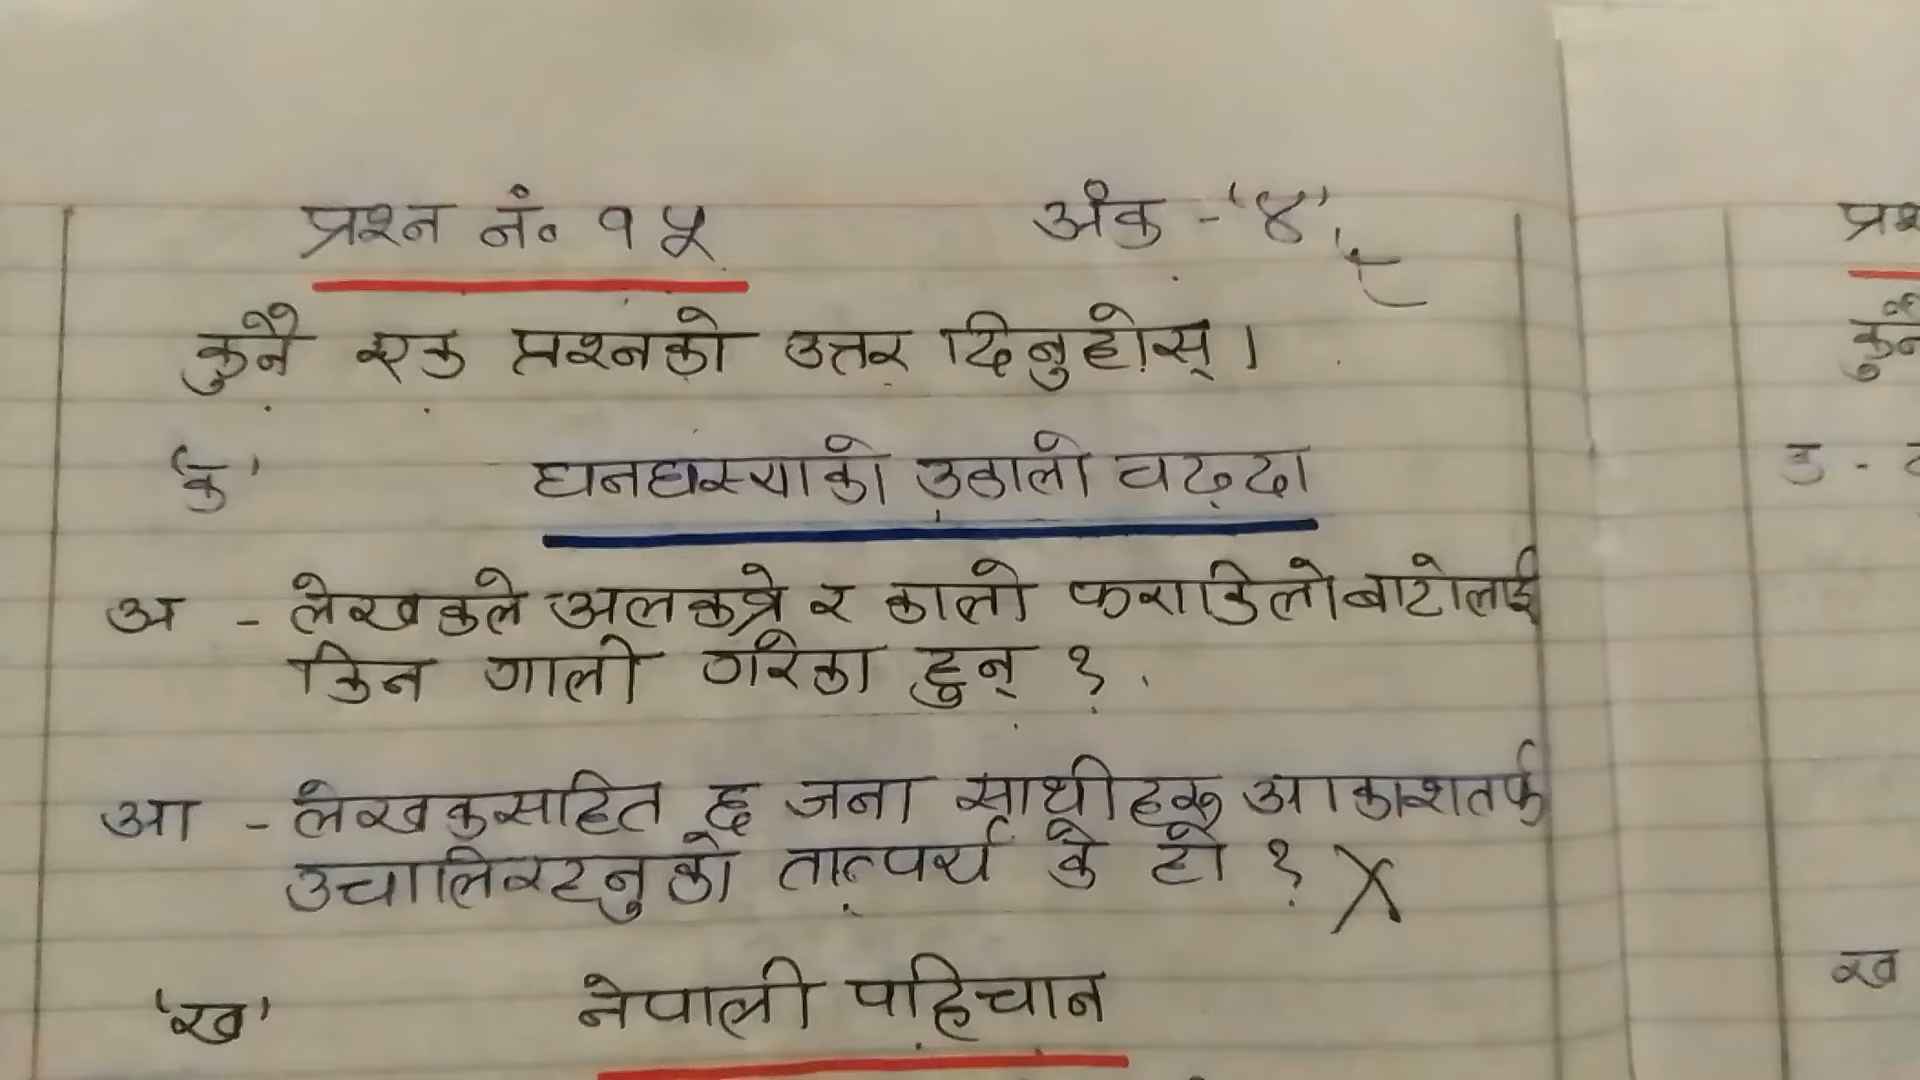 प्रश्न नं० १५ अंक - '४'
कुनै एक प्रश्नको उत्तर दिनुहोस् ।
'क' घनघस्याको उकालो चढ्दा
अ - लेखकले अलकत्रे र कालो फराकिलो बाटोलाई
किन गाली गरेका हुन् ?
आ - लेखकसहित छ जना साथीहरू आकाशतर्फ
उचालिरहनुको तात्पर्य के हो ? X
'ख' नेपाली पहिचान
प्रश
कुनै
ख